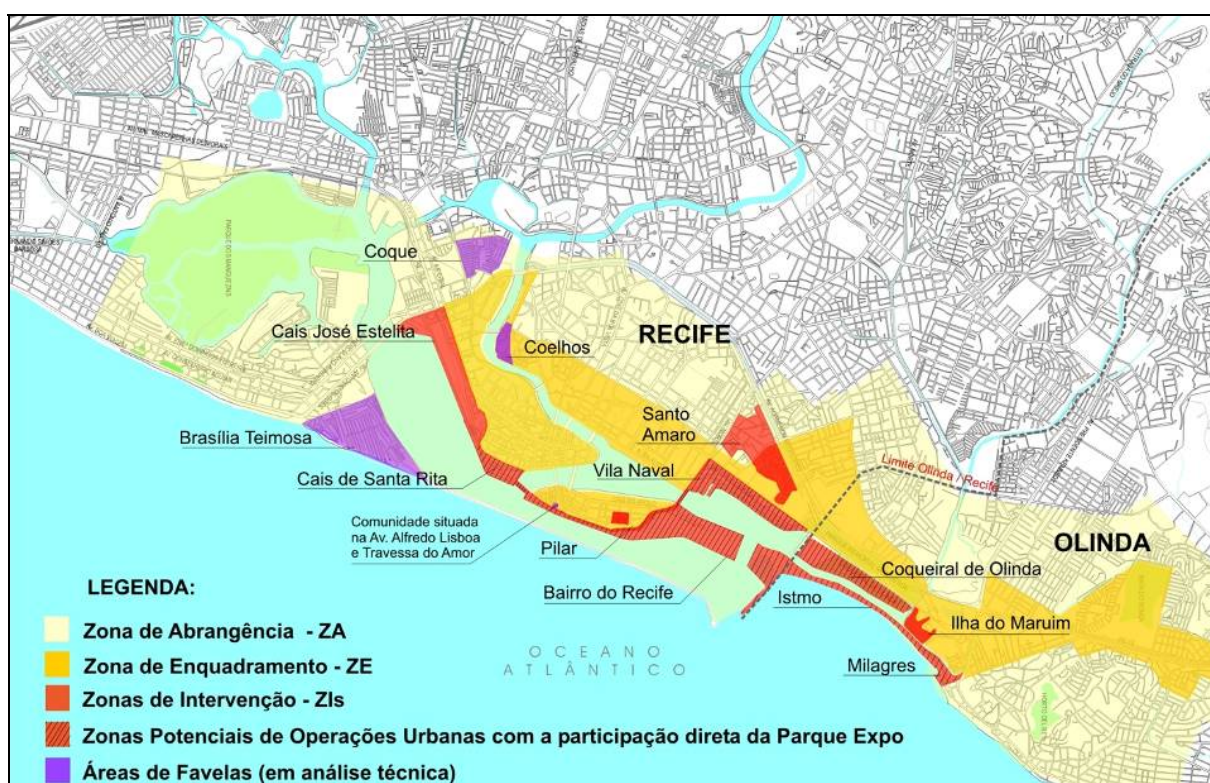 Coque
Cais José Estelita
RECIFE
Coelhos
Santo
Amaro
Brasília Teimosa
Cais de Santa Rita
Vila Naval
Limite Olinda / Recife
OLINDA
Comunidade situada
na Av. Alfredo Lisboa
e Travessa do Amor
Pilar
Coqueiral de Olinda
Bairro do Recife
Istmo
Ilha do Maruim
Milagres
OCEANO
ATLÂNTICO
LEGENDA:
Zona de Abrangência - ZA
Zona de Enquadramento - ZE
Zonas de Intervenção - ZIs
Zonas Potenciais de Operações Urbanas com a participação direta da Parque Expo
Áreas de Favelas (em análise técnica)